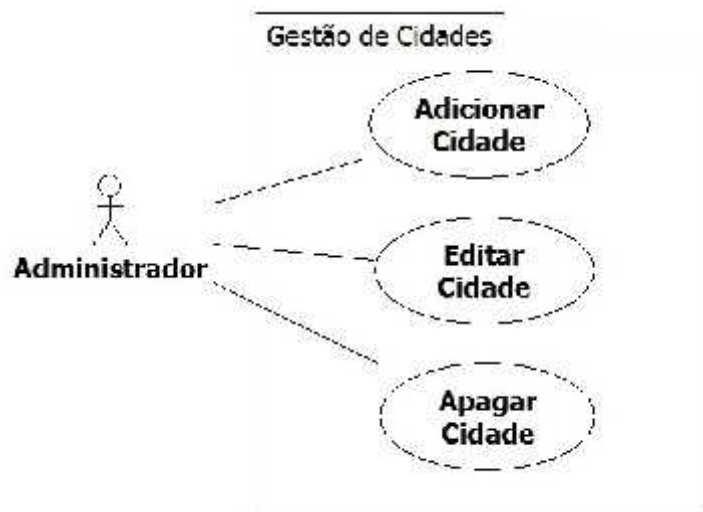 Gestão de Cidades
Adicionar
Cidade
Administrador
Editar
Cidade
Apagar
Cidade